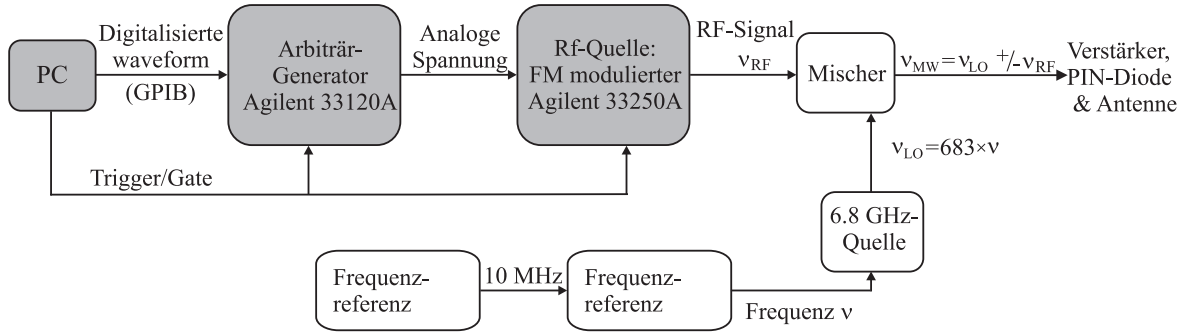 PC
Digitalisierte
waveform
(GPIB)
Arbiträr-
Generator
Agilent 33120A
Analoge
Spannung
Rf-Quelle:
FM modulierter
Agilent 33250A
RF-Signal
νRF
Mischer
νMW=νLO +/-νRF
Verstärker,
PIN-Diode
& Antenne
Trigger/Gate
νLO=683×ν
6.8 GHz-
Quelle
Frequenz-
referenz
10 MHz
Frequenz-
referenz
Frequenz ν